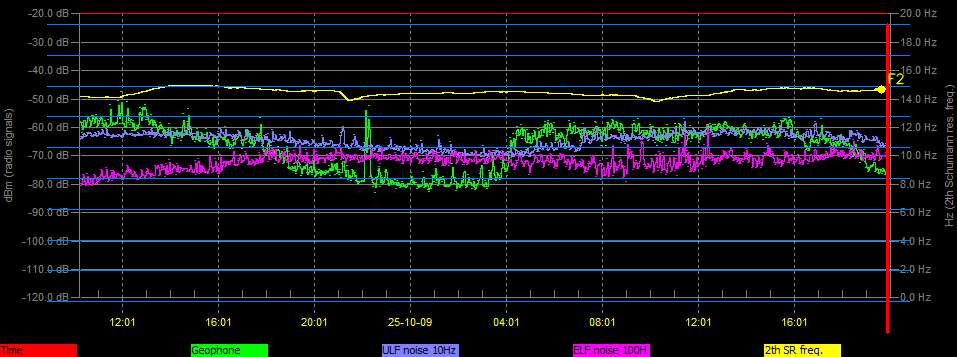 -20.0 dB 20.0 Hz
-30.0 dB 18.0 Hz
-40.0 dB 16.0 Hz
F2
-50.0 dB 14.0 Hz
-60.0 dB 12.0 Hz
-70.0 dB 10.0 Hz
-80.0 dB 8.0 Hz
-90.0 dB 6.0 Hz
-100.0 dB 4.0 Hz
-110.0 dB 2.0 Hz
-120.0 dB 0.0 Hz
dBm (radio signals)
Hz (2th Schumann res. freq.)
12:01 16:01 20:01 25-10-09 04:01 08:01 12:01 16:01
Time Geophone ULF noise 10Hz ELF noise 100H 2th SR freq.